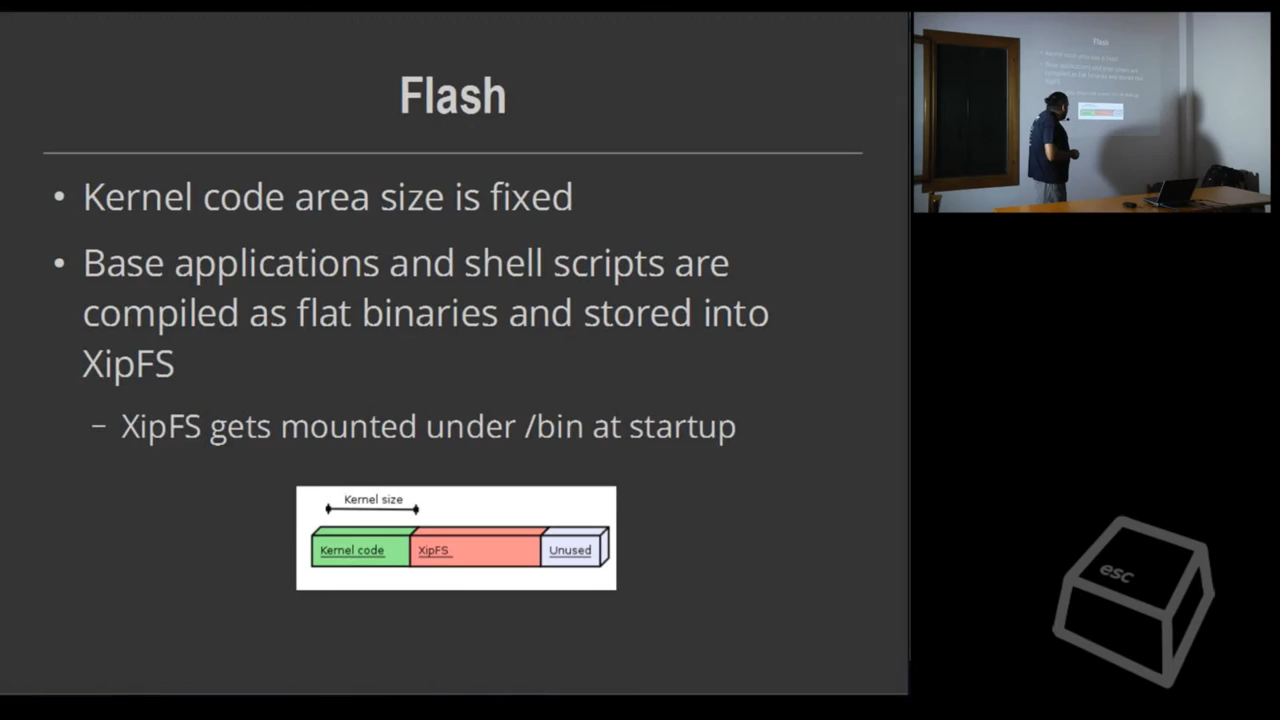 Flash
• Kernel code area size is fixed
• Base applications and shell scripts are
compiled as flat binaries and stored into
XipFS
– XipFS gets mounted under /bin at startup
Kernel size
Kernel code
XipFS
Unused
Flash
esc